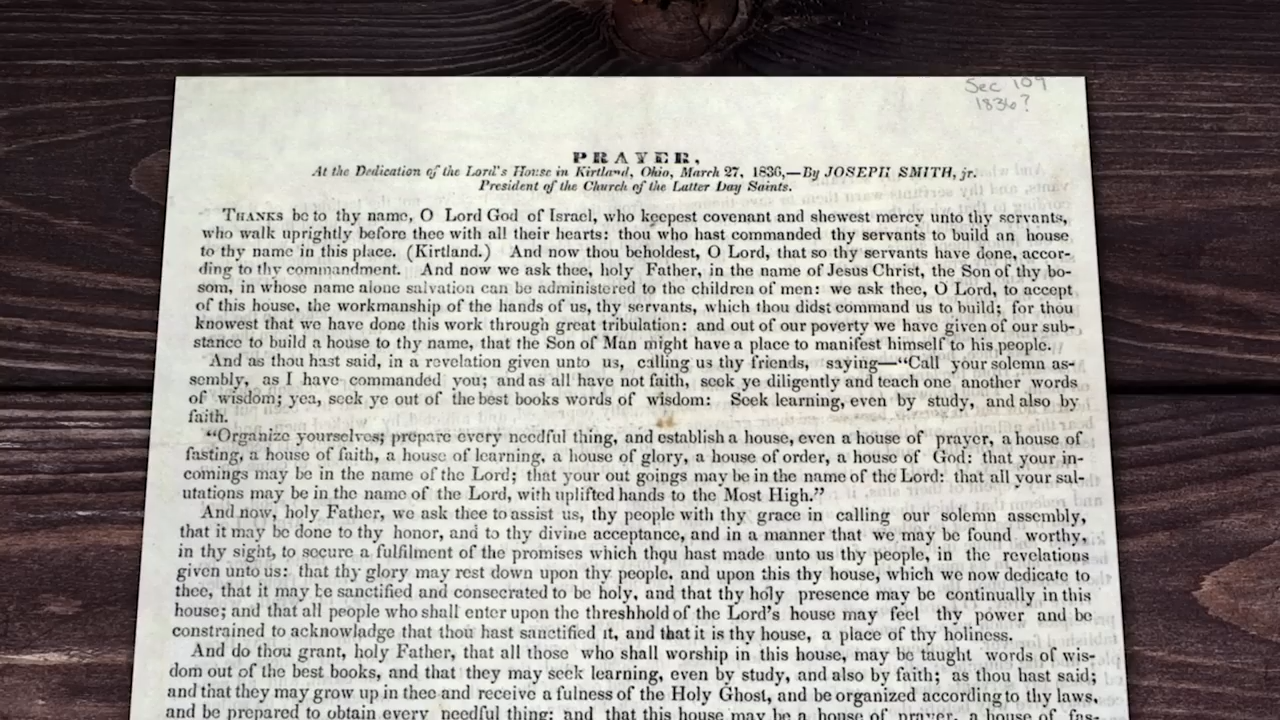 Sec 109
1836?
PRAYER,
At the Dedication of the Lord's House in Kirtland, Ohio, March 27, 1836,—By JOSEPH SMITH, jr.
President of the Church of the Latter Day Saints.
THANKS be to thy name, O Lord God of Israel, who keepest covenant and shewest mercy unto thy servants,
who walk uprightly before thee with all their hearts: thou who hast commanded thy servants to build an house
to thy name in this place. (Kirtland.) And now thou beholdest, O Lord, that so thy servants have done, accor-
ding to thy commandment. And now we ask thee, holy Father, in the name of Jesus Christ, the Son of thy bo-
som, in whose name alone salvation can be administered to the children of men: we ask thee, O Lord, to accept
of this house, the workmanship of the hands of us, thy servants, which thou didst command us to build; for thou
knowest that we have done this work through great tribulation: and out of our poverty we have given of our sub-
stance to build a house to thy name, that the Son of Man might have a place to manifest himself to his people.
And as thou hast said, in a revelation given unto us, calling us thy friends, saying—"Call your solemn as-
sembly, as I have commanded you; and as all have not faith, seek ye diligently and teach one another words
of wisdom; yea, seek ye out of the best books words of wisdom: Seek learning, even by study, and also by
faith.
"Organize yourselves; prepare every needful thing, and establish a house, even a house of prayer, a house of
fasting, a house of faith, a house of learning, a house of glory, a house of order, a house of God: that your in-
comings may be in the name of the Lord; that your out goings may be in the name of the Lord: that all your sal-
utations may be in the name of the Lord, with uplifted hands to the Most High."
And now, holy Father, we ask thee to assist us, thy people with thy grace in calling our solemn assembly,
that it may be done to thy honor, and to thy divine acceptance, and in a manner that we may be found worthy,
in thy sight, to secure a fulfilment of the promises which thou hast made unto us thy people, in the revelations
given unto us: that thy glory may rest down upon thy people, and upon this thy house, which we now dedicate to
thee, that it may be sanctified and consecrated to be holy, and that thy holy presence may be continually in this
house; and that all people who shall enter upon the threshhold of the Lord's house may feel thy power and be
constrained to acknowladge that thou hast sanctified it, and that it is thy house, a place of thy holiness.
And do thou grant, holy Father, that all those who shall worship in this house, may be taught words of wis-
dom out of the best books, and that they may seek learning, even by study, and also by faith; as thou hast said;
and that they may grow up in thee and receive a fulness of the Holy Ghost, and be organized according to thy laws,
and be prepared to obtain every needful thing: and that this house may be a house of prayer, a house of fas-